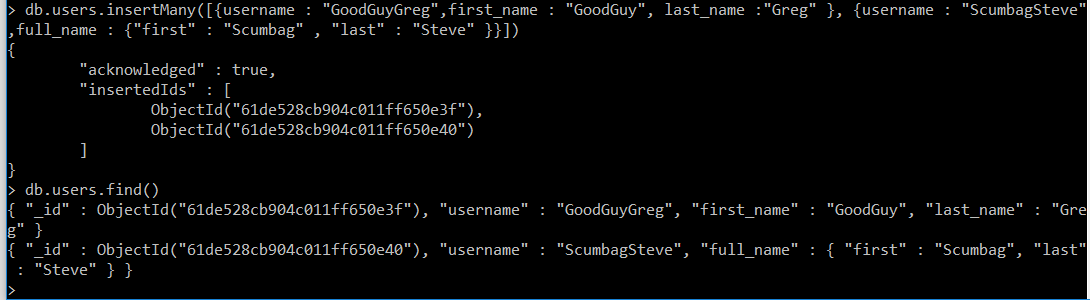 > db.users.insertMany([{username : "GoodGuyGreg",first_name : "GoodGuy", last_name :"Greg" }, {username : "ScumbagSteve"
,full_name : {"first" : "Scumbag" , "last" : "Steve" }}])
{
        "acknowledged" : true,
        "insertedIds" : [
                ObjectId("61de528cb904c011ff650e3f"),
                ObjectId("61de528cb904c011ff650e40")
        ]
}
> db.users.find()
{ "_id" : ObjectId("61de528cb904c011ff650e3f"), "username" : "GoodGuyGreg", "first_name" : "GoodGuy", "last_name" : "Gre
g" }
{ "_id" : ObjectId("61de528cb904c011ff650e40"), "username" : "ScumbagSteve", "full_name" : { "first" : "Scumbag", "last"
 : "Steve" } }
>